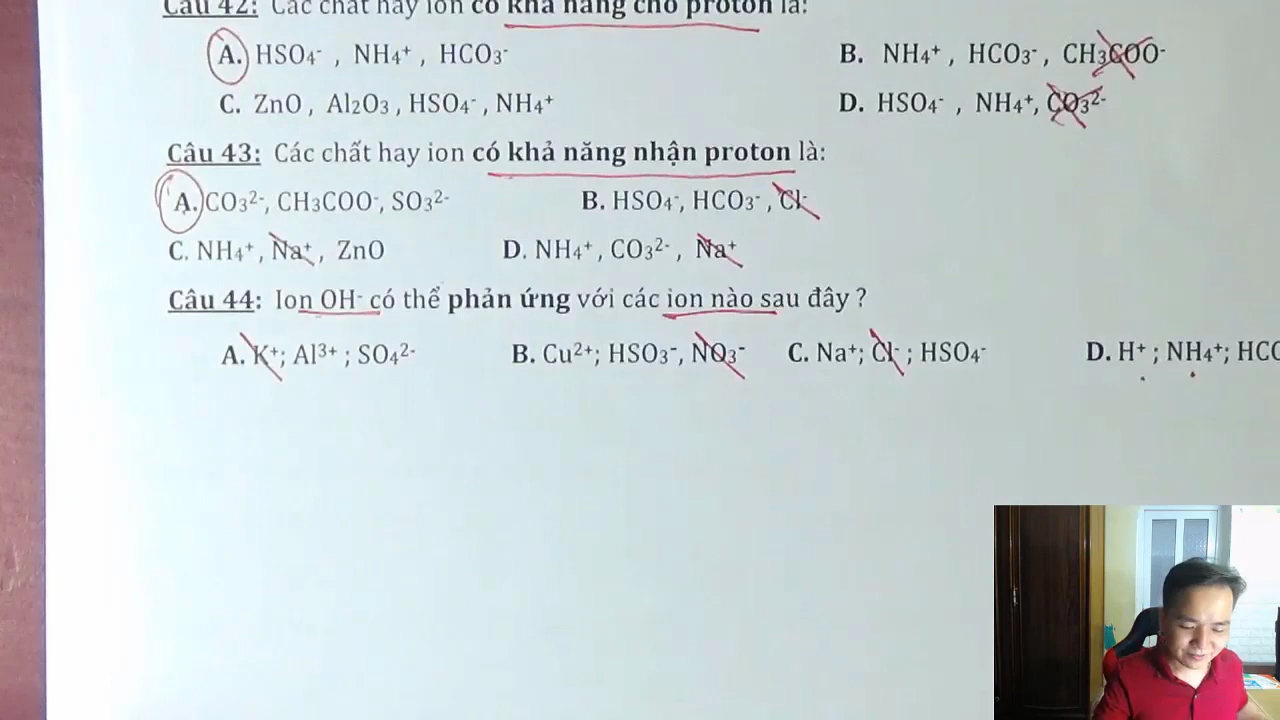 Câu 42: Các chất hay ion có khả năng cho proton là:
A. HSO₄⁻ , NH₄⁺ , HCO₃⁻ B. NH₄⁺ , HCO₃⁻ , CH₃COO⁻
C. ZnO , Al₂O₃ , HSO₄⁻ , NH₄⁺ D. HSO₄⁻ , NH₄⁺, CO₃²⁻
Câu 43: Các chất hay ion có khả năng nhận proton là:
A. CO₃²⁻, CH₃COO⁻, SO₃²⁻ B. HSO₄⁻, HCO₃⁻ , Cl⁻
C. NH₄⁺ , Na⁺ , ZnO D. NH₄⁺ , CO₃²⁻ , Na⁺
Câu 44: Ion OH⁻ có thể phản ứng với các ion nào sau đây ?
A. K⁺; Al³⁺ ; SO₄²⁻ B. Cu²⁺; HSO₃⁻, NO₃⁻ C. Na⁺; Cl⁻ ; HSO₄⁻ D. H⁺ ; NH₄⁺; HCO